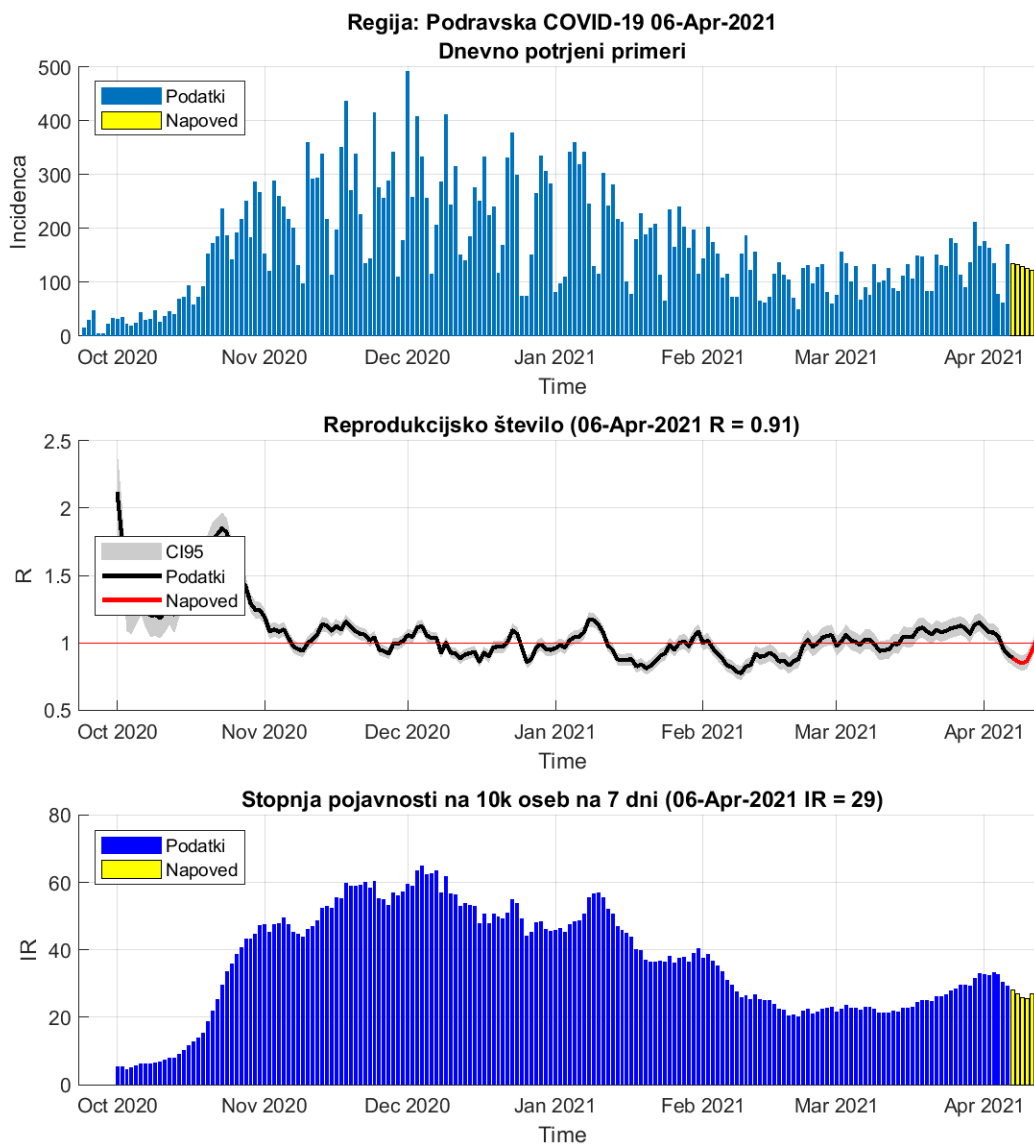 Regija: Podravska COVID-19 06-Apr-2021
Dnevno potrjeni primeri
500
400
300
200
100
0
Incidenca
Podatki
Napoved
Oct 2020 Nov 2020 Dec 2020 Jan 2021 Feb 2021 Mar 2021 Apr 2021
Time
Reprodukcijsko število (06-Apr-2021 R = 0.91)
2.5
2
1.5
1
0.5
R
CI95
Podatki
Napoved
Oct 2020 Nov 2020 Dec 2020 Jan 2021 Feb 2021 Mar 2021 Apr 2021
Time
Stopnja pojavnosti na 10k oseb na 7 dni (06-Apr-2021 IR = 29)
80
60
40
20
0
IR
Podatki
Napoved
Oct 2020 Nov 2020 Dec 2020 Jan 2021 Feb 2021 Mar 2021 Apr 2021
Time